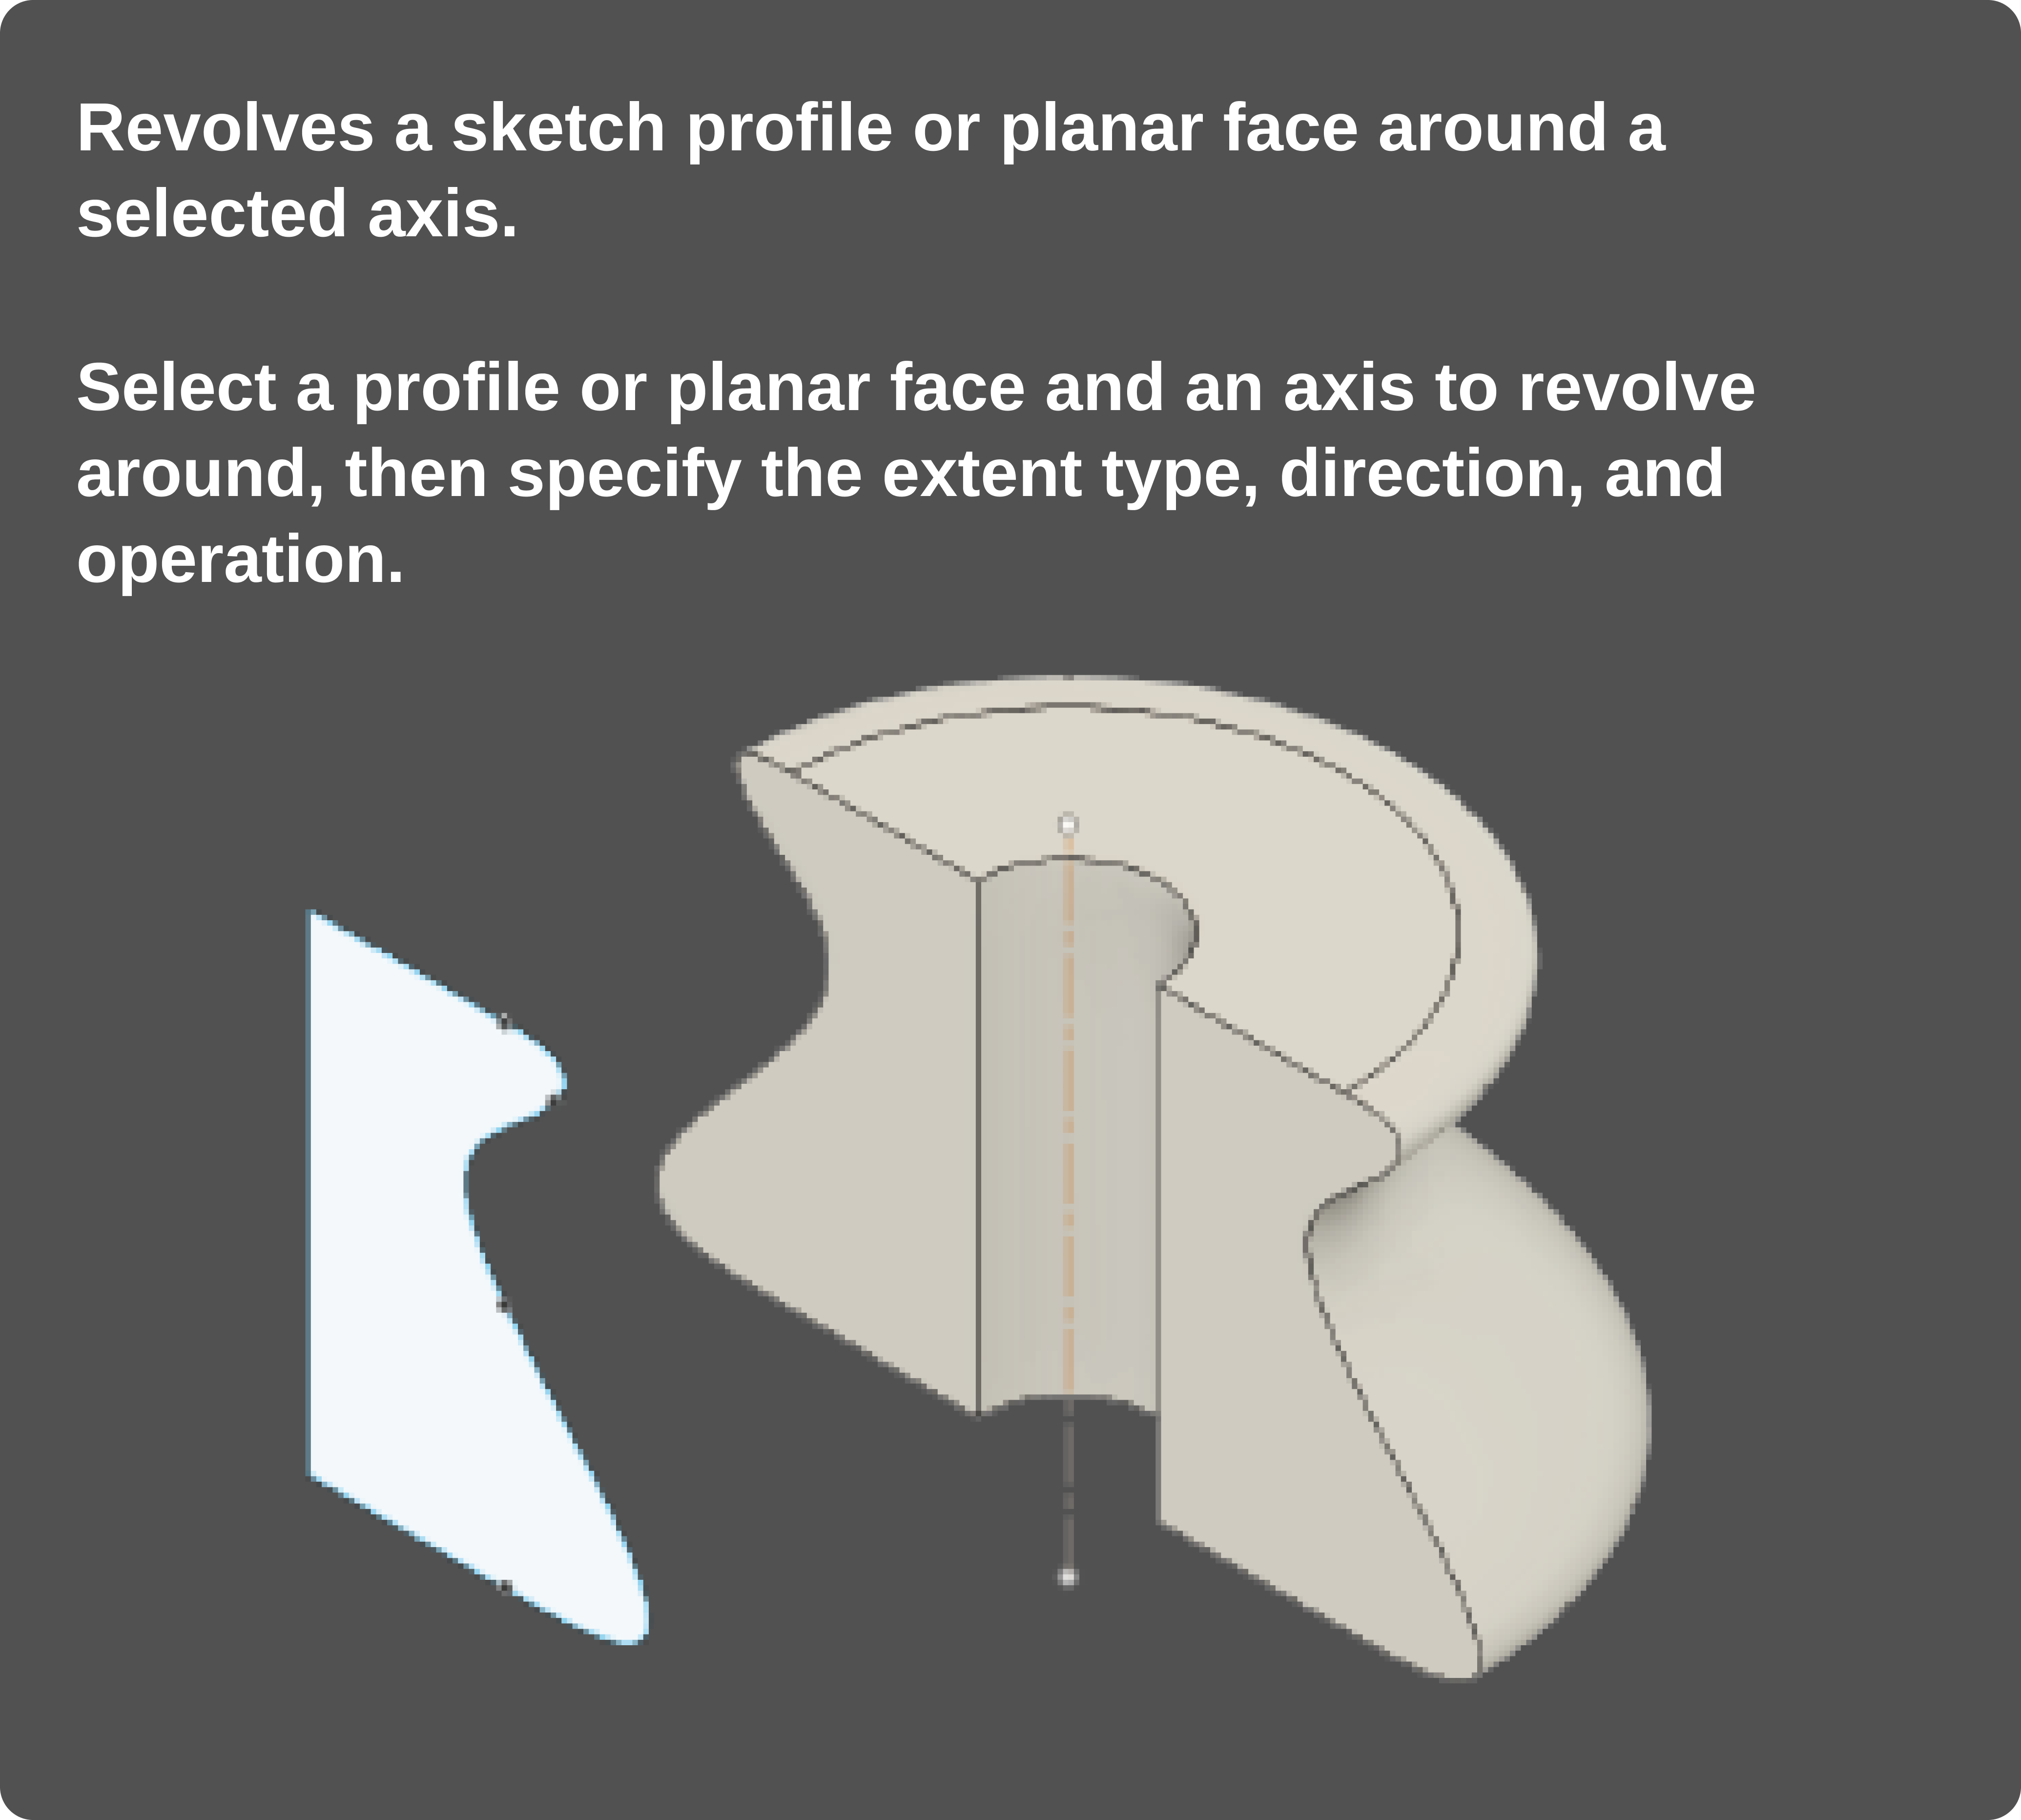 Revolves a sketch profile or planar face around a
selected axis.
Select a profile or planar face and an axis to revolve
around, then specify the extent type, direction, and
operation.